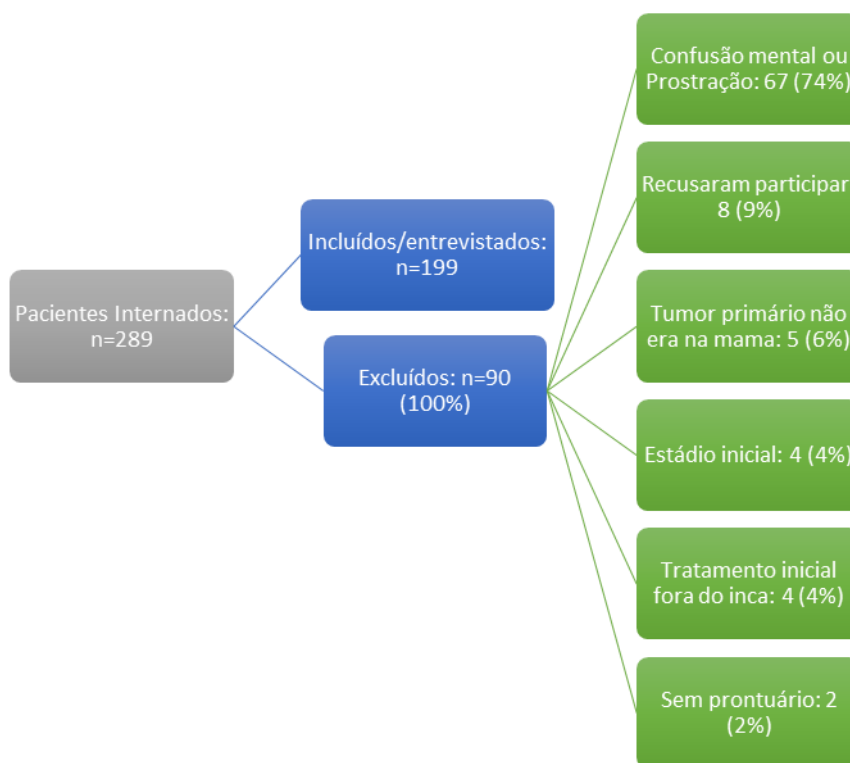 Pacientes Internados:
n=289
Incluídos/entrevistados:
n=199
Excluídos: n=90
(100%)
Confusão mental ou
Prostração: 67 (74%)
Recusaram participar:
8 (9%)
Tumor primário não
era na mama: 5 (6%)
Estádio inicial: 4 (4%)
Tratamento inicial
fora do inca: 4 (4%)
Sem prontuário: 2
(2%)